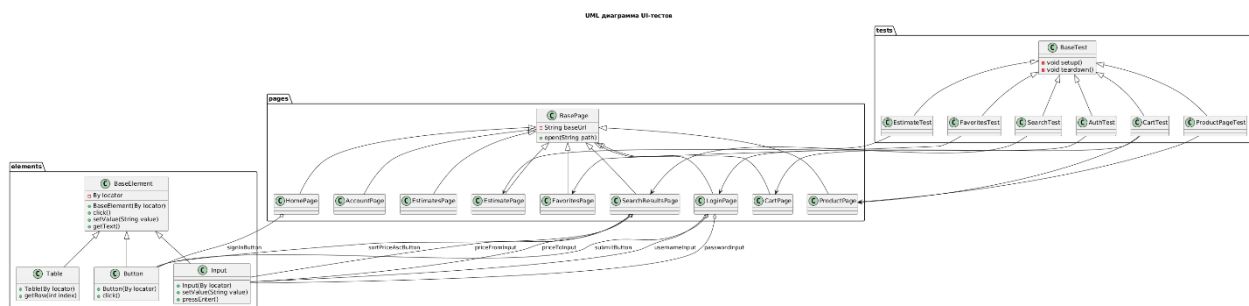 UML диаграмма UI-тестов
tests
C BaseTest
void setup()
void teardown()
C EstimateTest
C FavoritesTest
C SearchTest
C AuthTest
C CartTest
C ProductPageTest
pages
C BasePage
String baseUrl
open(String path)
C HomePage
C AccountPage
C EstimatesPage
C EstimatePage
C FavoritesPage
C SearchResultsPage
C LoginPage
C CartPage
C ProductPage
elements
C BaseElement
By locator
BaseElement(By locator)
click()
setValue(String value)
getText()
signInButton
sortPriceAscButton
priceFromInput
priceToInput
submitButton
usernameInput
passwordInput
C Table
Table(By locator)
getRow(int index)
C Button
Button(By locator)
click()
C Input
Input(By locator)
setValue(String value)
pressEnter()